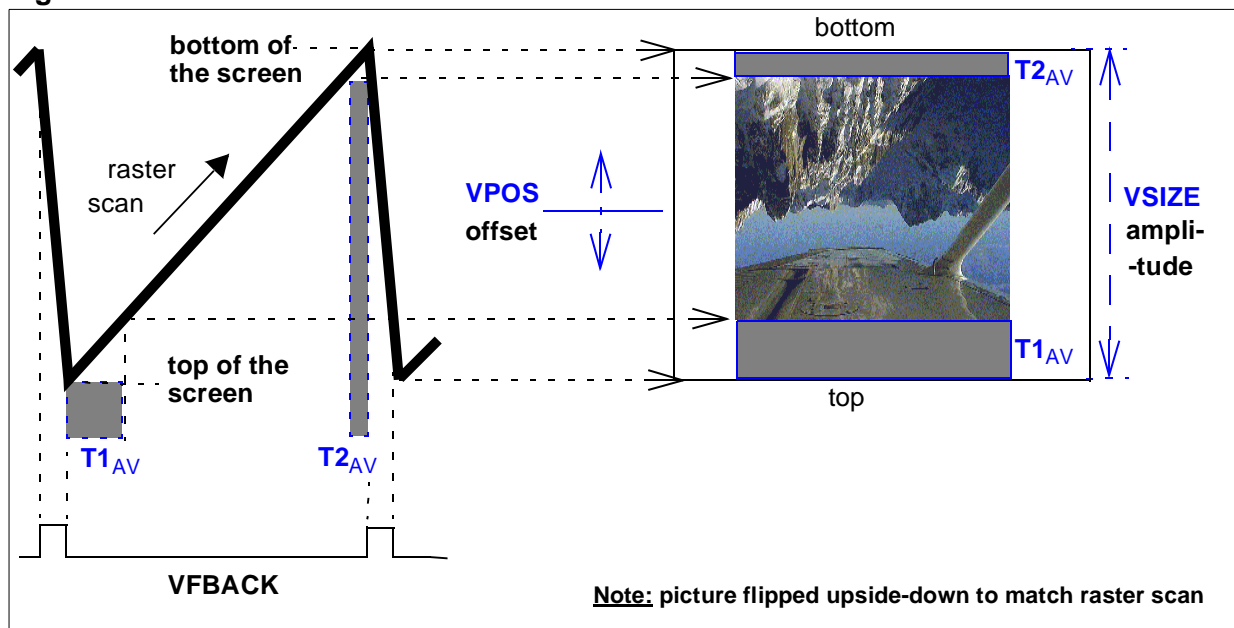 bottom of
the screen
raster
scan
top of the
screen
T1AV
T2AV
VFBACK
VPOS
offset
bottom
T2AV
VSIZE
ampli-
-tude
T1AV
top
Note: picture flipped upside-down to match raster scan